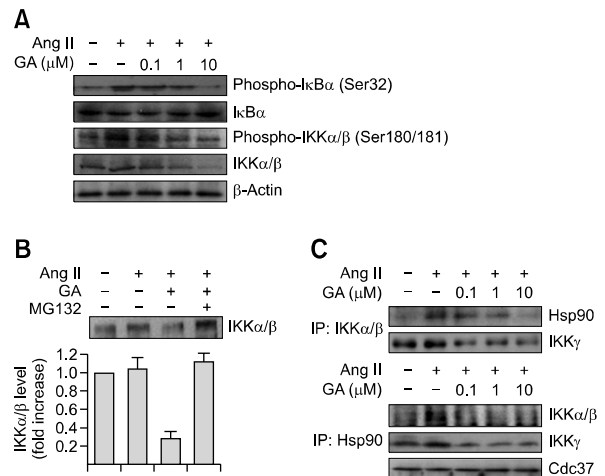 A
Ang II – + + + +
GA (μM) – – 0.1 1 10
Phospho-IκBα (Ser32)
IκBα
Phospho-IKKα/β (Ser180/181)
IKKα/β
β-Actin
B
Ang II – + + +
GA – – + +
MG132 – – – +
IKKα/β
IKKα/β level
(fold increase)
1.2
1.0
0.8
0.6
0.4
0.2
C
Ang II – + + + +
GA (μM) – – 0.1 1 10
IP: IKKα/β
Hsp90
IKKγ
Ang II – + + + +
GA (μM) – – 0.1 1 10
IP: Hsp90
IKKα/β
IKKγ
Cdc37